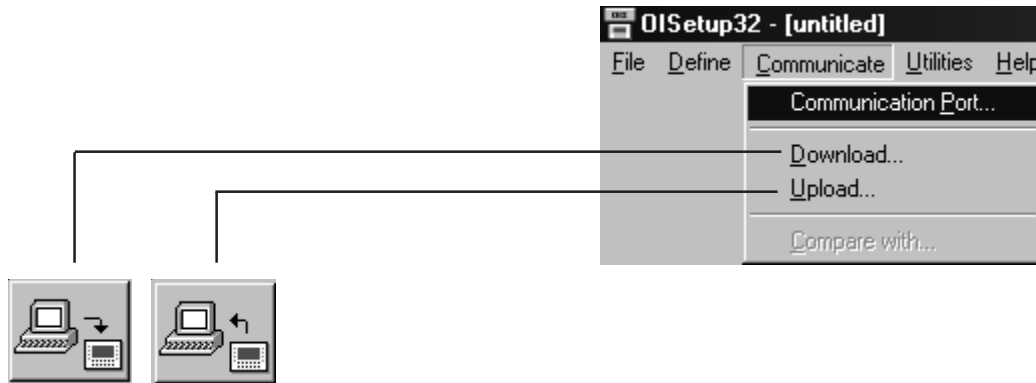 OISetup32 - [untitled]
File Define Communicate Utilities Help
Communication Port...
Download...
Upload...
Compare with...